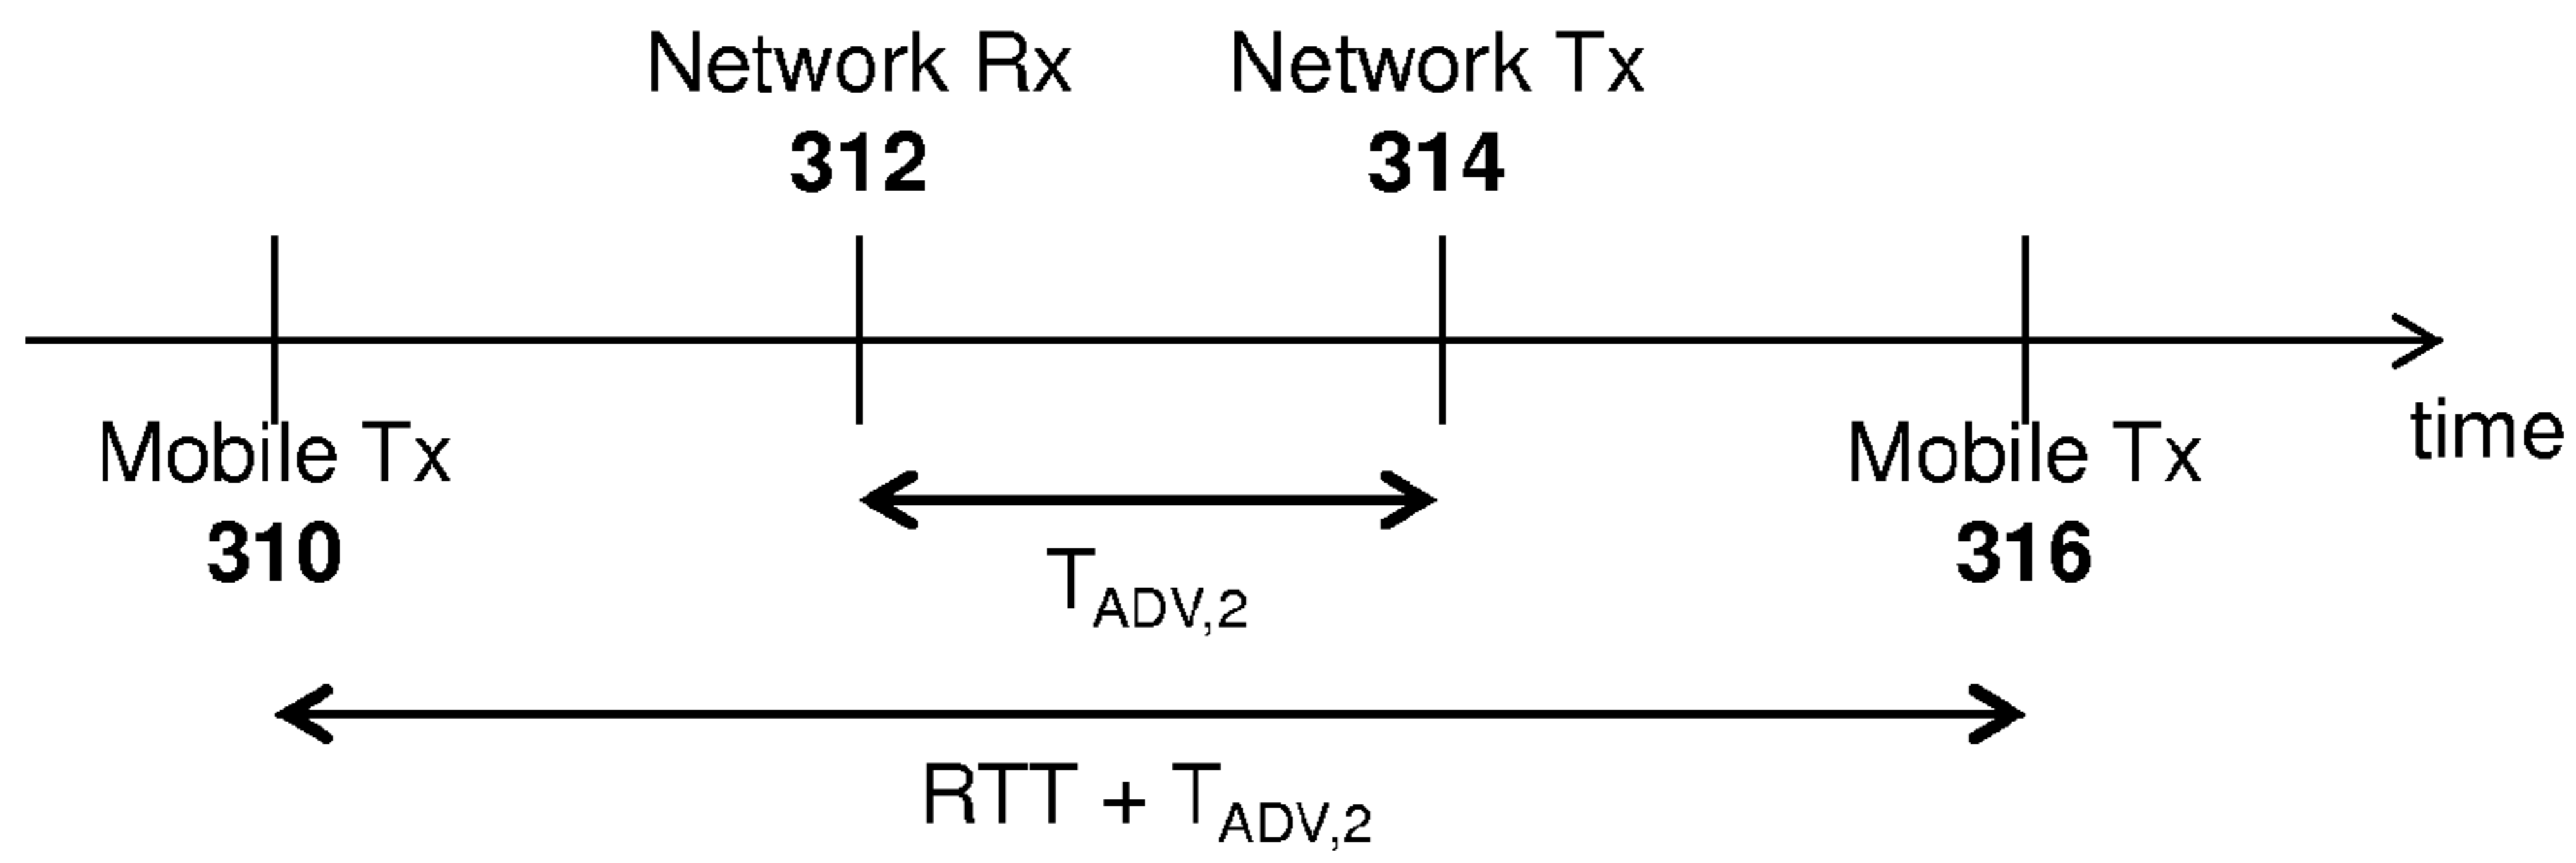 Network Rx
312
Network Tx
314
time
Mobile Tx
310
Mobile Tx
316
T_ADV,2
RTT + T_ADV,2